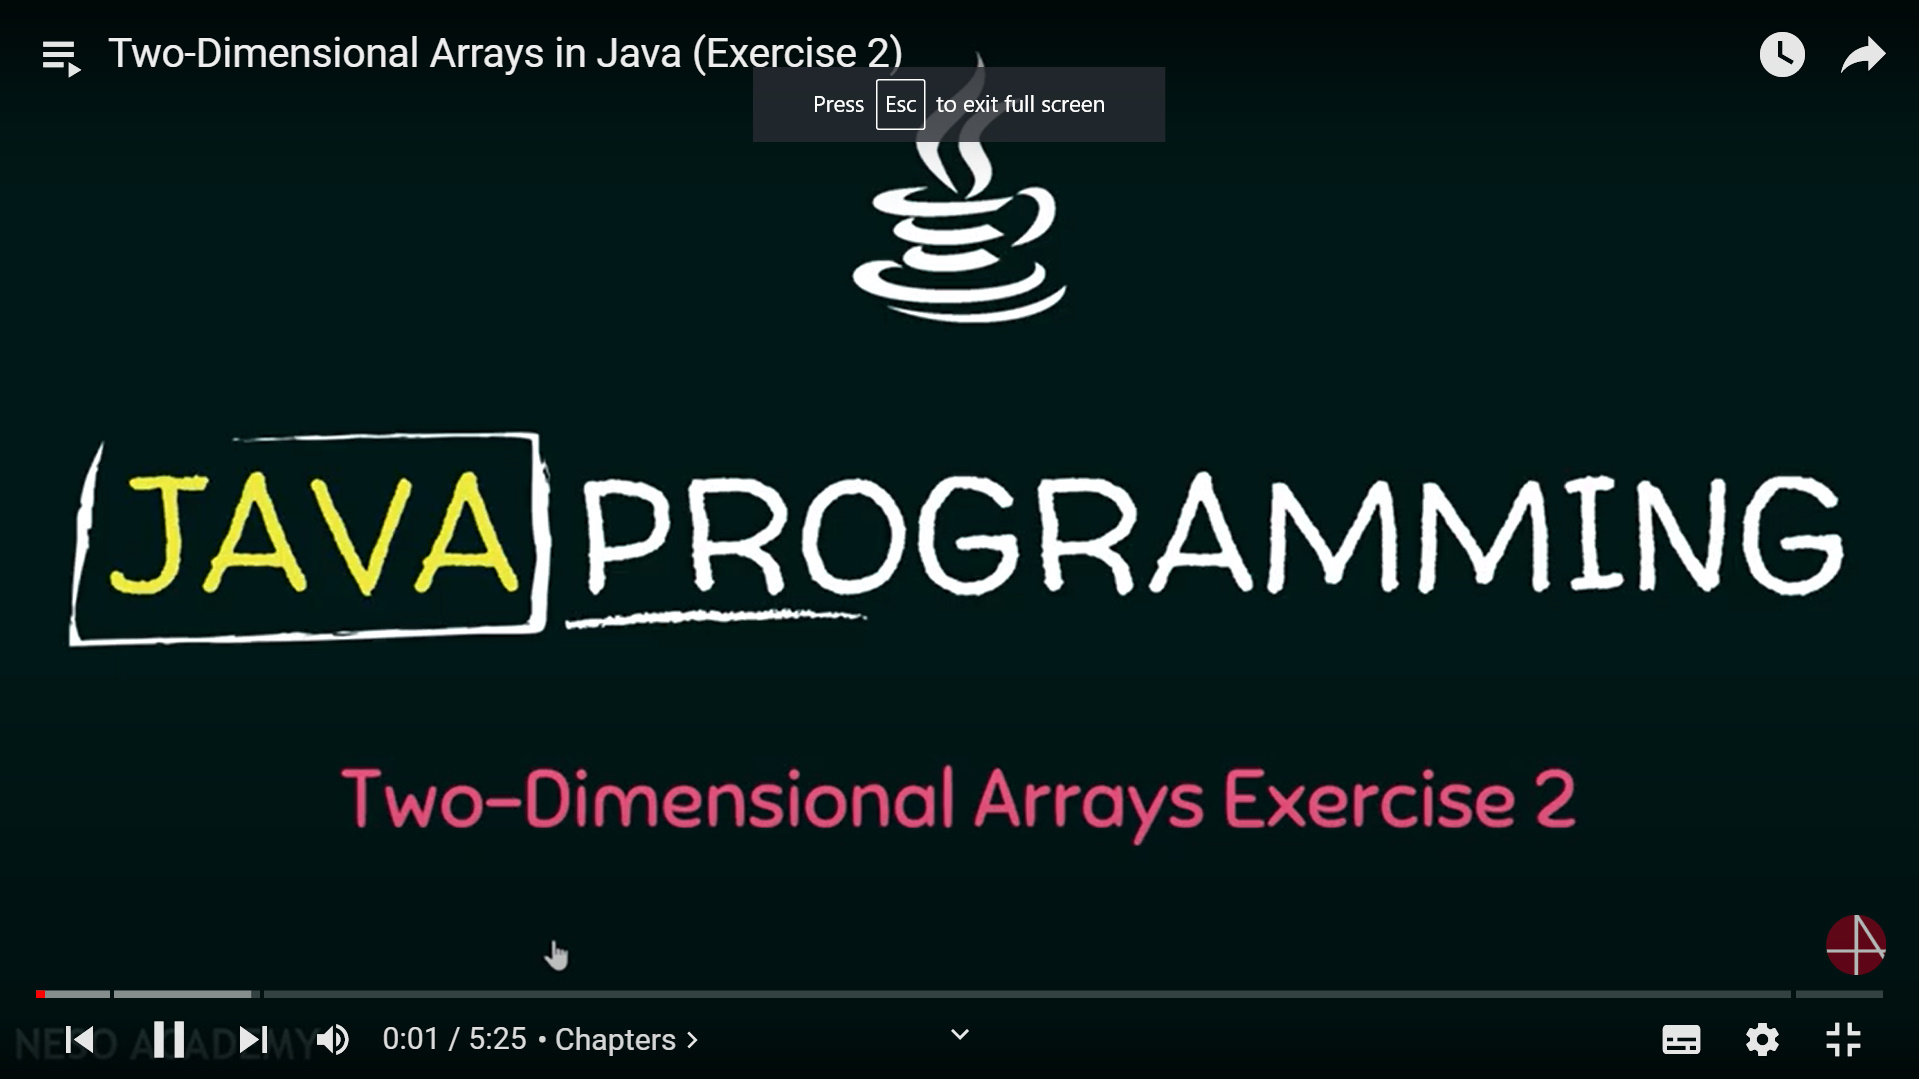 Two-Dimensional Arrays in Java (Exercise 2)
Press Esc to exit full screen
JAVA PROGRAMMING
Two-Dimensional Arrays Exercise 2
NESO ACADEMY
0:01 / 5:25 • Chapters >